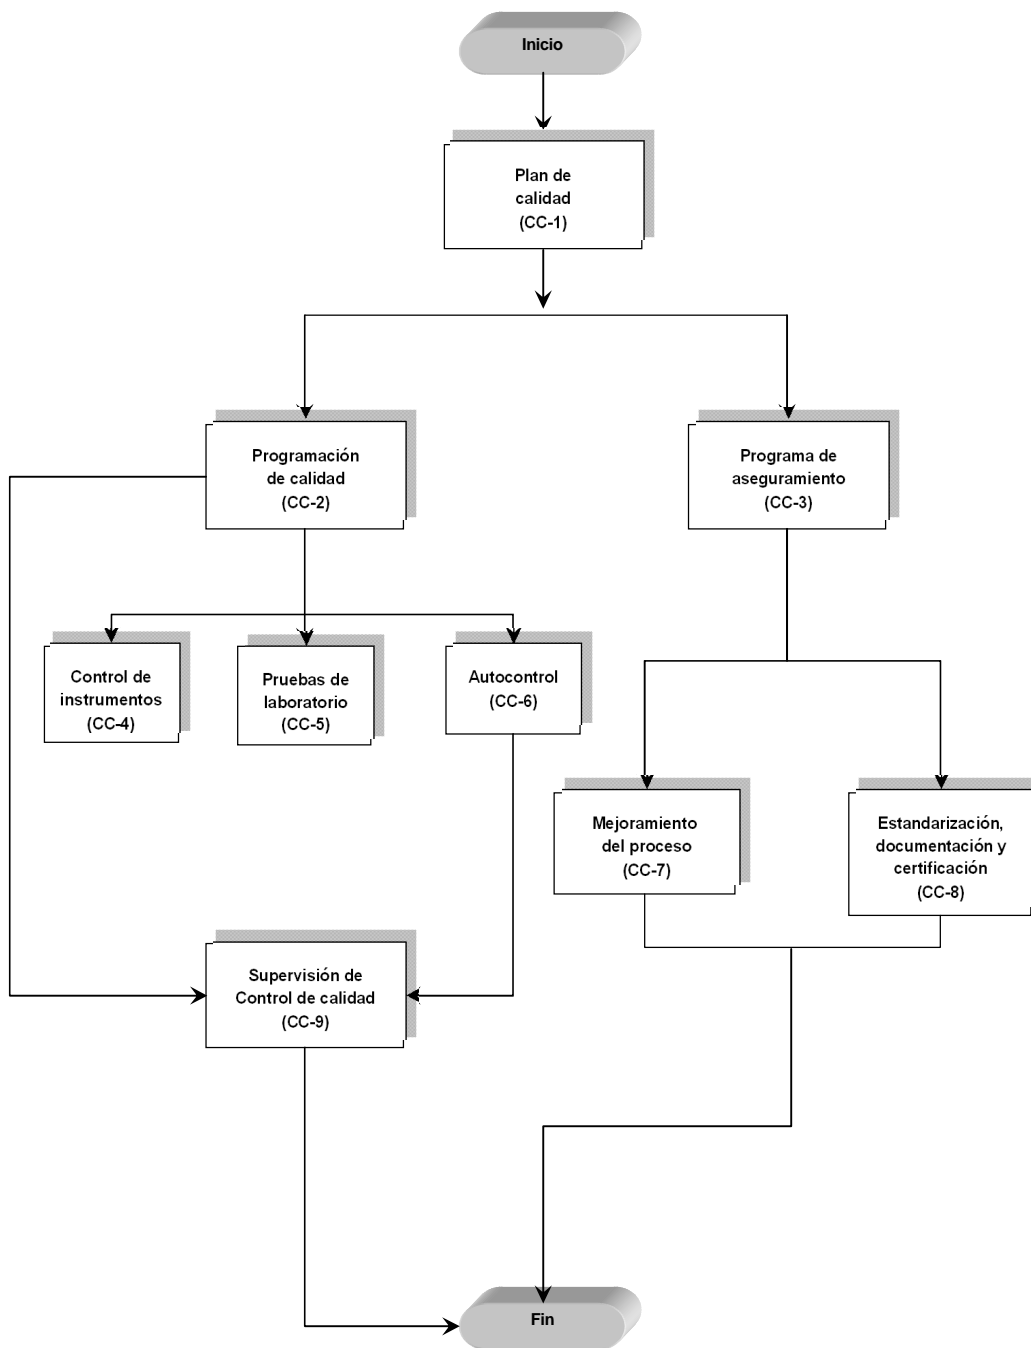 Inicio
Plan de
calidad
(CC-1)
Programación
de calidad
(CC-2)
Programa de
aseguramiento
(CC-3)
Control de
instrumentos
(CC-4)
Pruebas de
laboratorio
(CC-5)
Autocontrol
(CC-6)
Mejoramiento
del proceso
(CC-7)
Estandarización,
documentación y
certificación
(CC-8)
Supervisión de
Control de calidad
(CC-9)
Fin